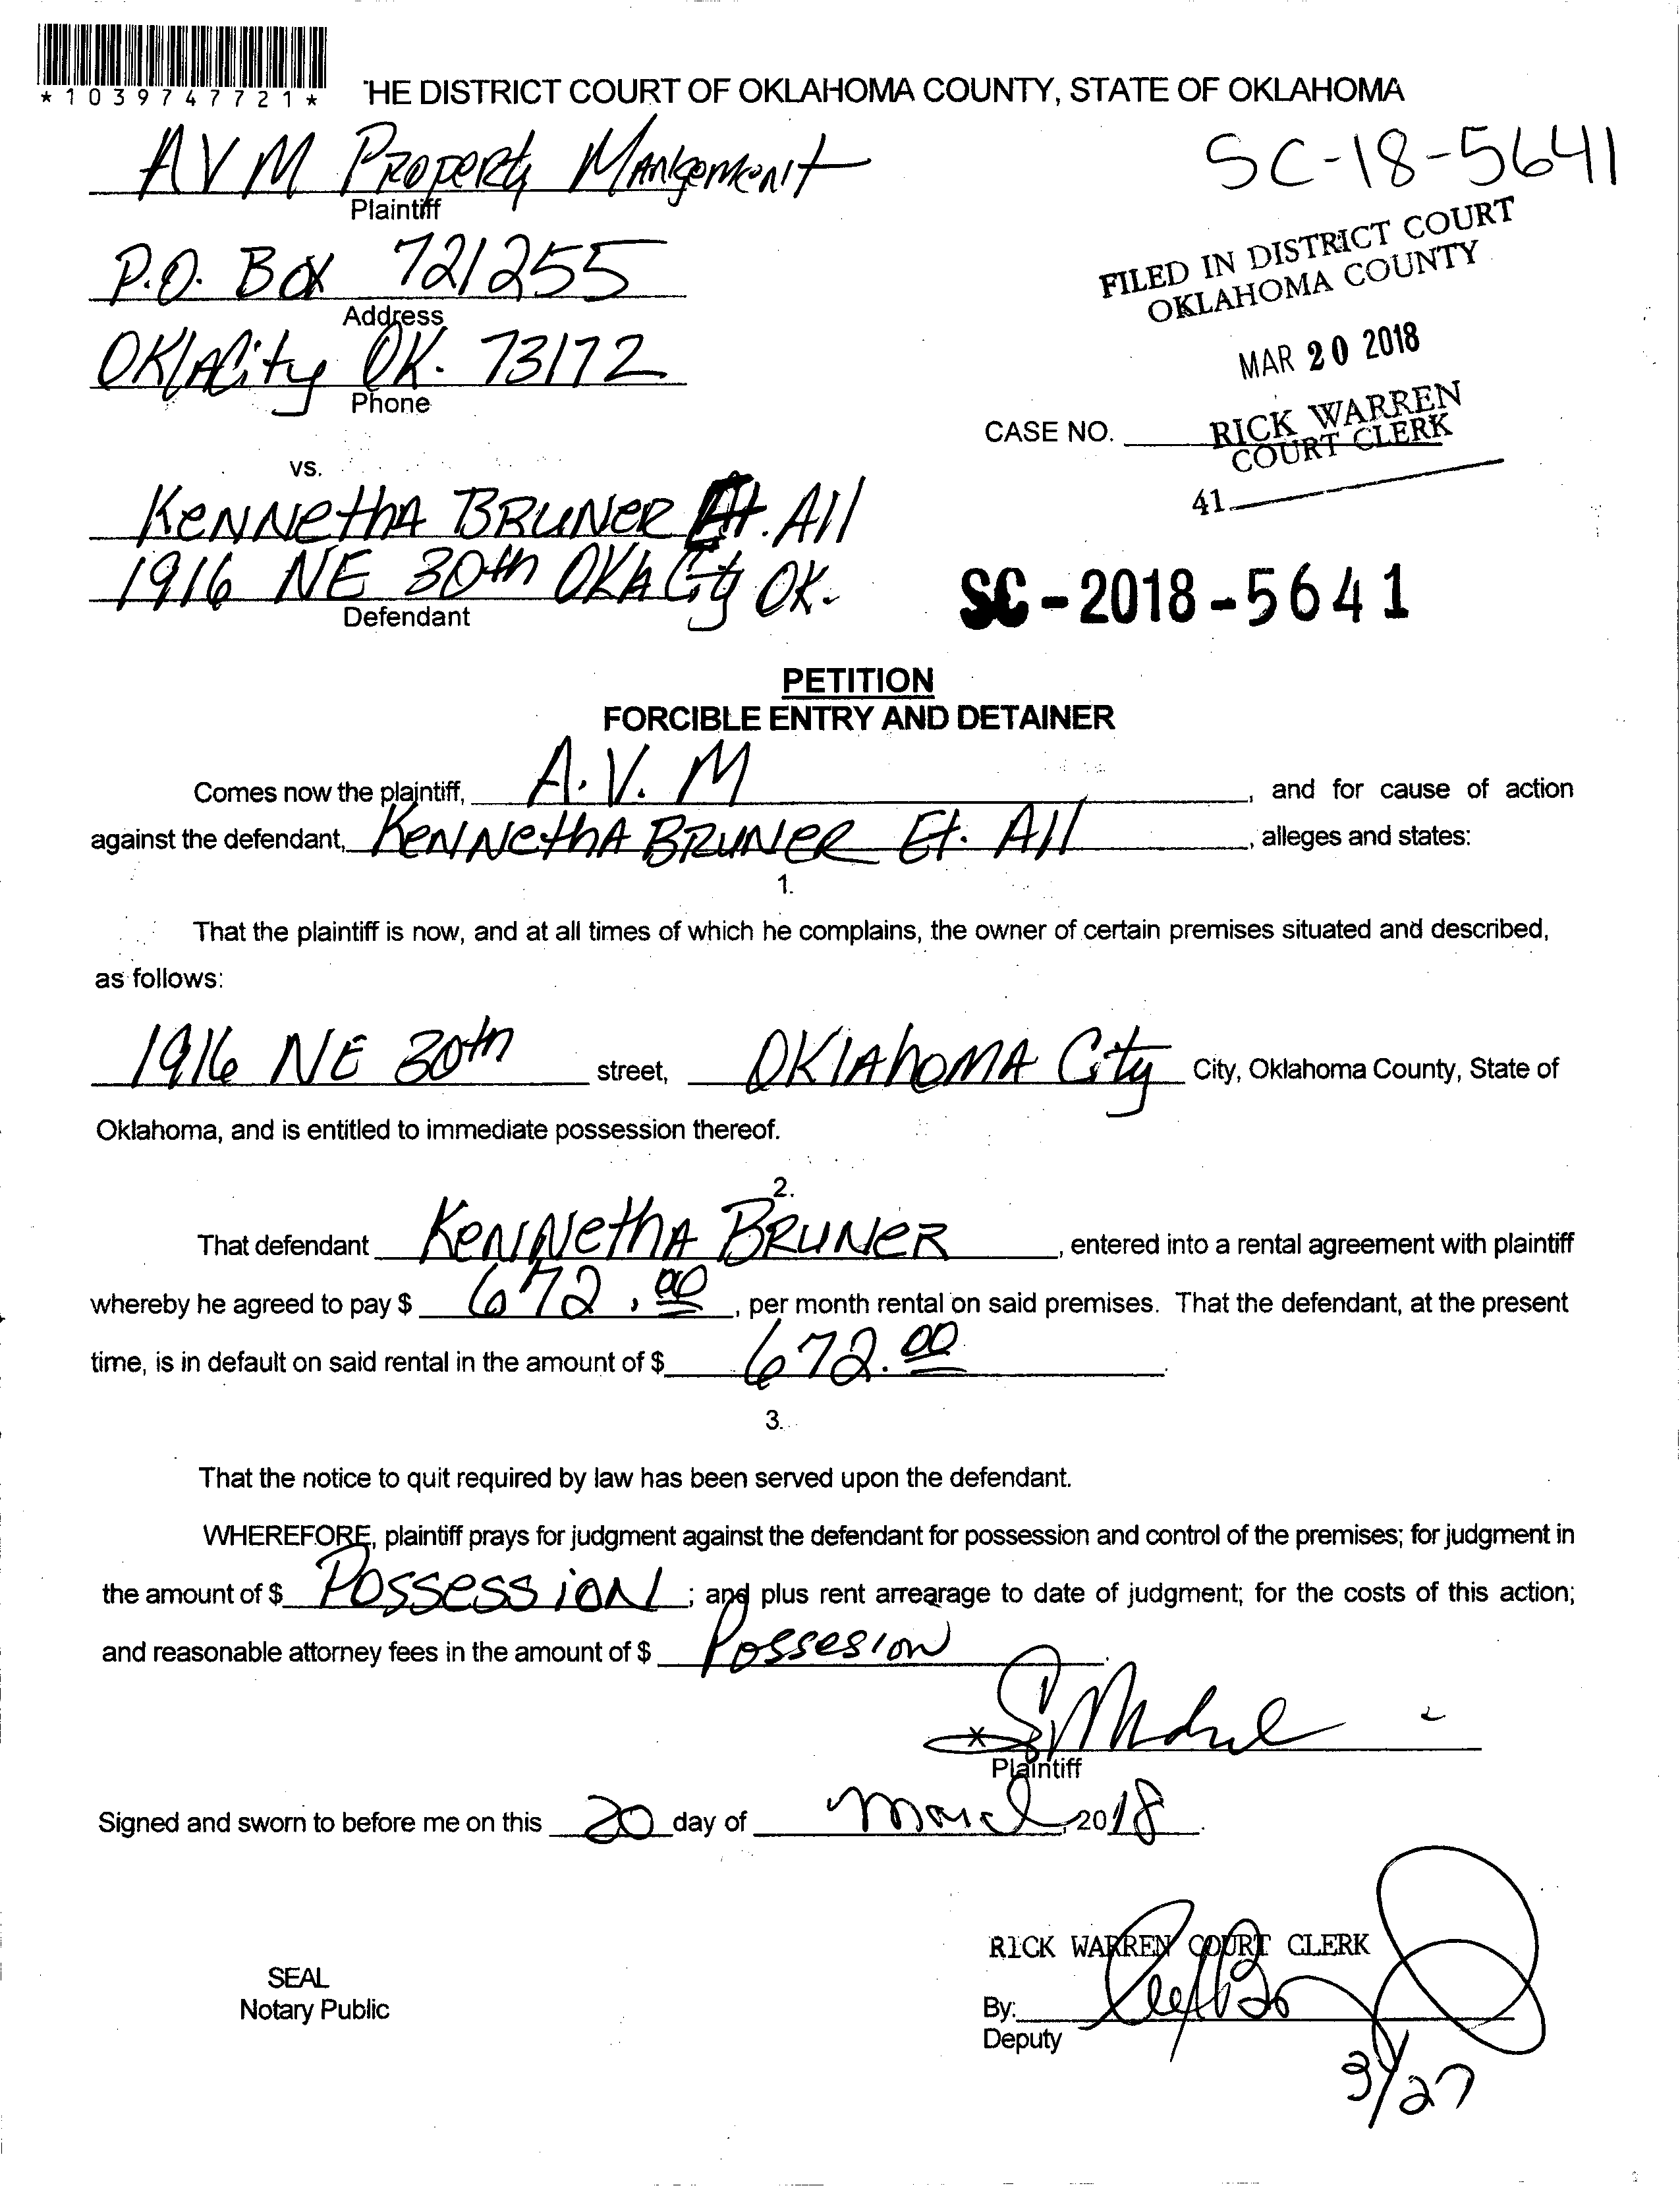 *1039747721*
HE DISTRICT COURT OF OKLAHOMA COUNTY, STATE OF OKLAHOMA
AVM Property Mankgement
SC-18-5641
Plaintiff
P.O. Box 721255
FILED IN DISTRICT COURT
OKLAHOMA COUNTY
Address
OKlACity OK. 73172
MAR 20 2018
Phone
RICK WARREN
CASE NO.
COURT CLERK
vs.
41
KENNethA BRUNER Et. All
1916 NE 30th OKlA City OK.
SC-2018-5641
Defendant
PETITION
FORCIBLE ENTRY AND DETAINER
Comes now the plaintiff, A.V.M, and for cause of action
against the defendant, KENNethA BRUNER Et. All, alleges and states:
1.
That the plaintiff is now, and at all times of which he complains, the owner of certain premises situated and described,
as follows:
1916 NE 30th street, OKlAhoMA City City, Oklahoma County, State of
Oklahoma, and is entitled to immediate possession thereof.
2.
That defendant KENNethA BRUNER, entered into a rental agreement with plaintiff
whereby he agreed to pay $ 672.00, per month rental on said premises. That the defendant, at the present
time, is in default on said rental in the amount of $ 672.00.
3.
That the notice to quit required by law has been served upon the defendant.
WHEREFORE, plaintiff prays for judgment against the defendant for possession and control of the premises; for judgment in
the amount of $ Possession; and plus rent arrearage to date of judgment; for the costs of this action;
and reasonable attorney fees in the amount of $ Possesion.
Plaintiff
Signed and sworn to before me on this 20 day of March, 2018.
RICK WARREN COURT CLERK
SEAL
Notary Public
By:
Deputy
3/27